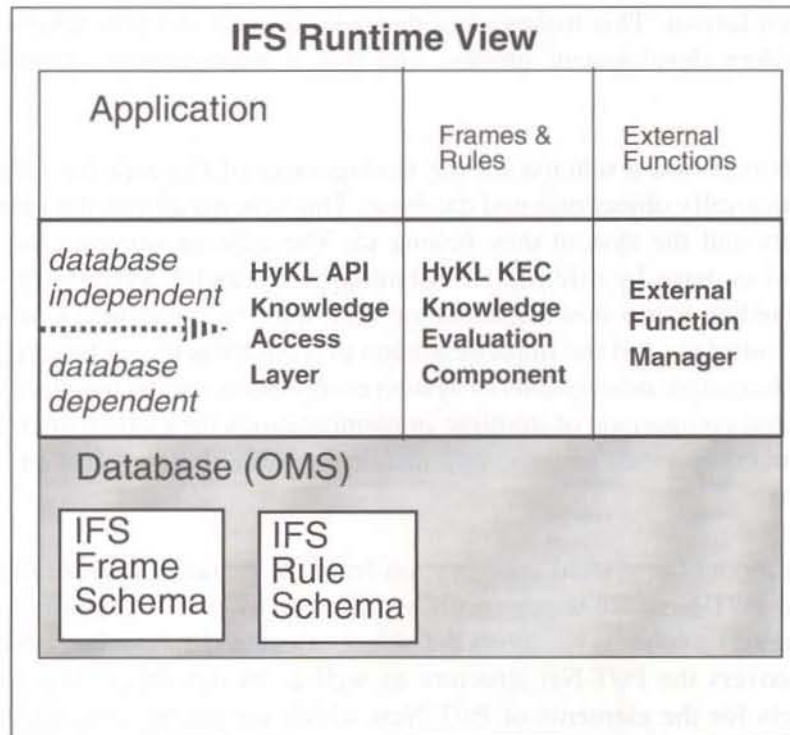 IFS Runtime View
Application
Frames &
Rules
External
Functions
database
independent
database
dependent
HyKL API
Knowledge
Access
Layer
HyKL KEC
Knowledge
Evaluation
Component
External
Function
Manager
Database (OMS)
IFS
Frame
Schema
IFS
Rule
Schema